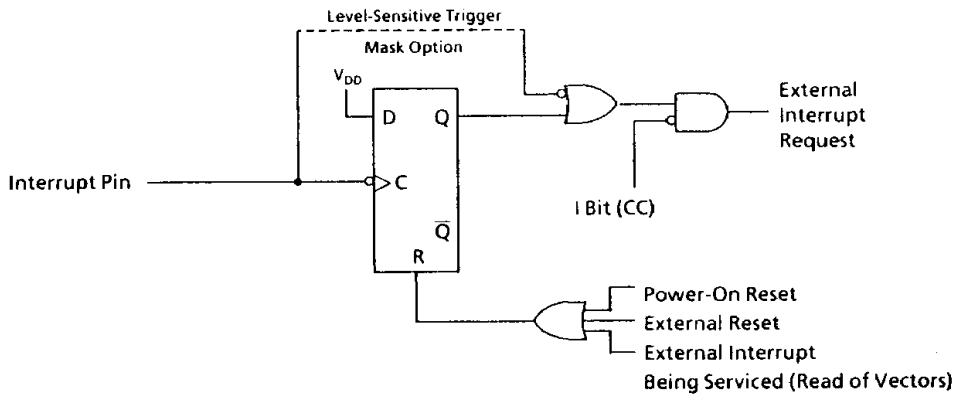 Level-Sensitive Trigger
Mask Option
VDD
D Q
External
Interrupt
Request
Interrupt Pin
C
I Bit (CC)
Q̅
R
Power-On Reset
External Reset
External Interrupt
Being Serviced (Read of Vectors)